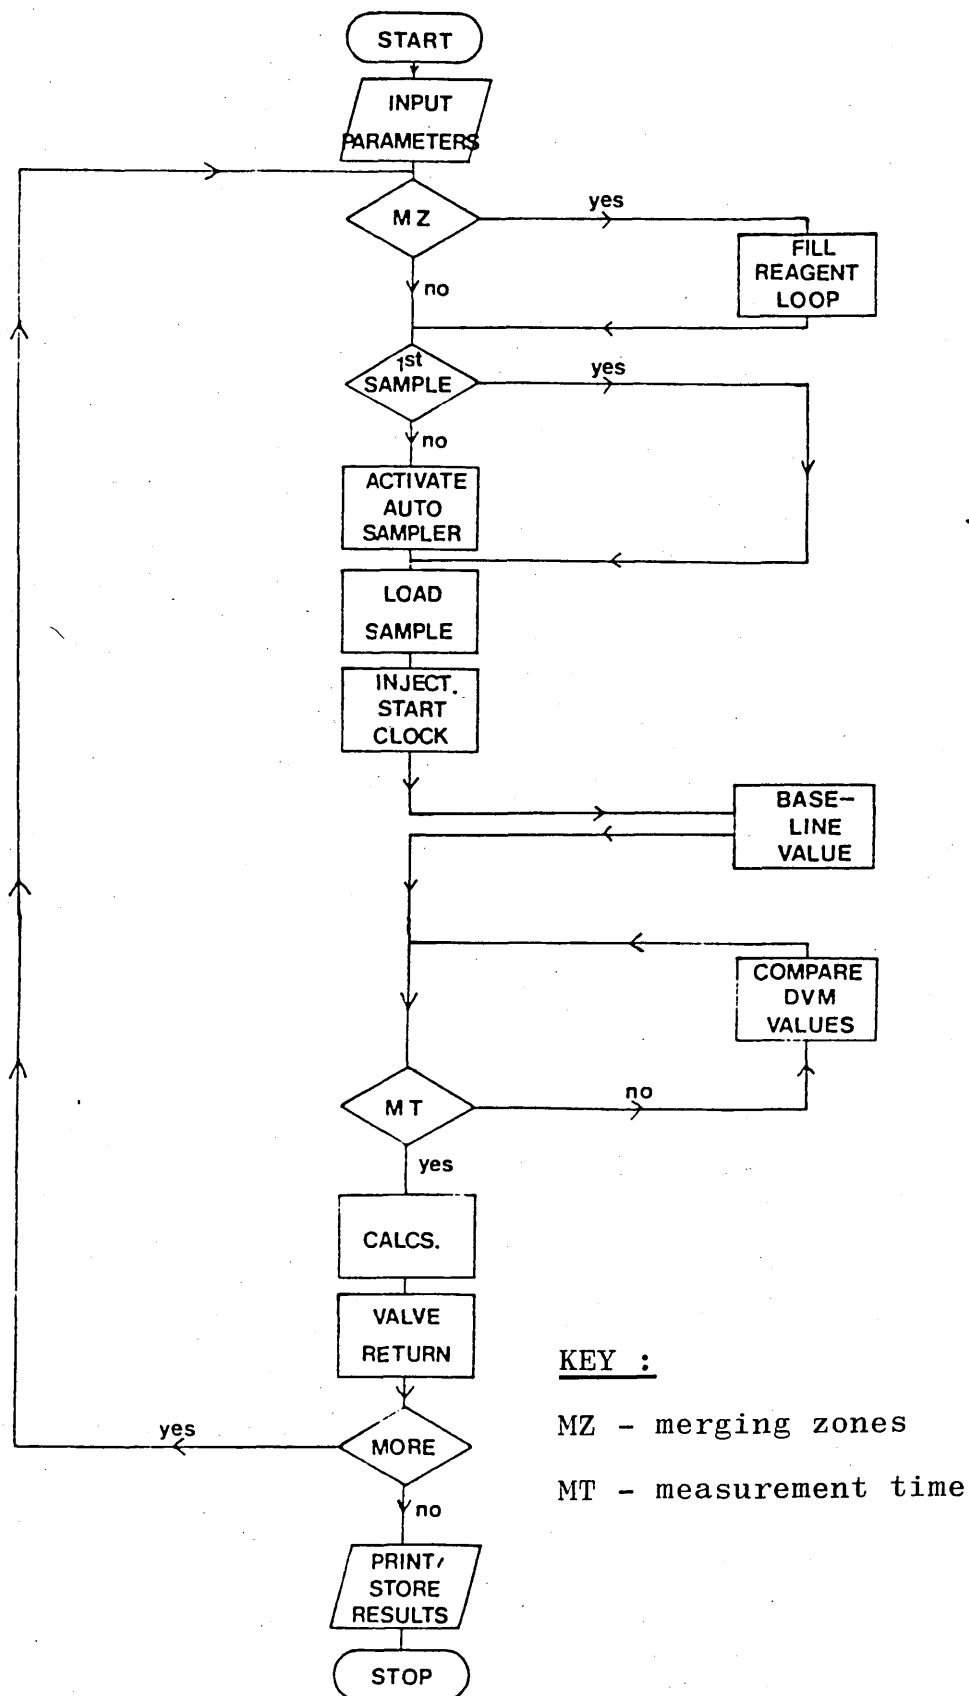 START
INPUT
PARAMETERS
MZ
yes
FILL
REAGENT
LOOP
no
1st
SAMPLE
yes
no
ACTIVATE
AUTO
SAMPLER
LOAD
SAMPLE
INJECT.
START
CLOCK
BASE-
LINE
VALUE
COMPARE
DVM
VALUES
MT
no
yes
CALCS.
VALVE
RETURN
MORE
yes
no
PRINT/
STORE
RESULTS
STOP
KEY :
MZ - merging zones
MT - measurement time